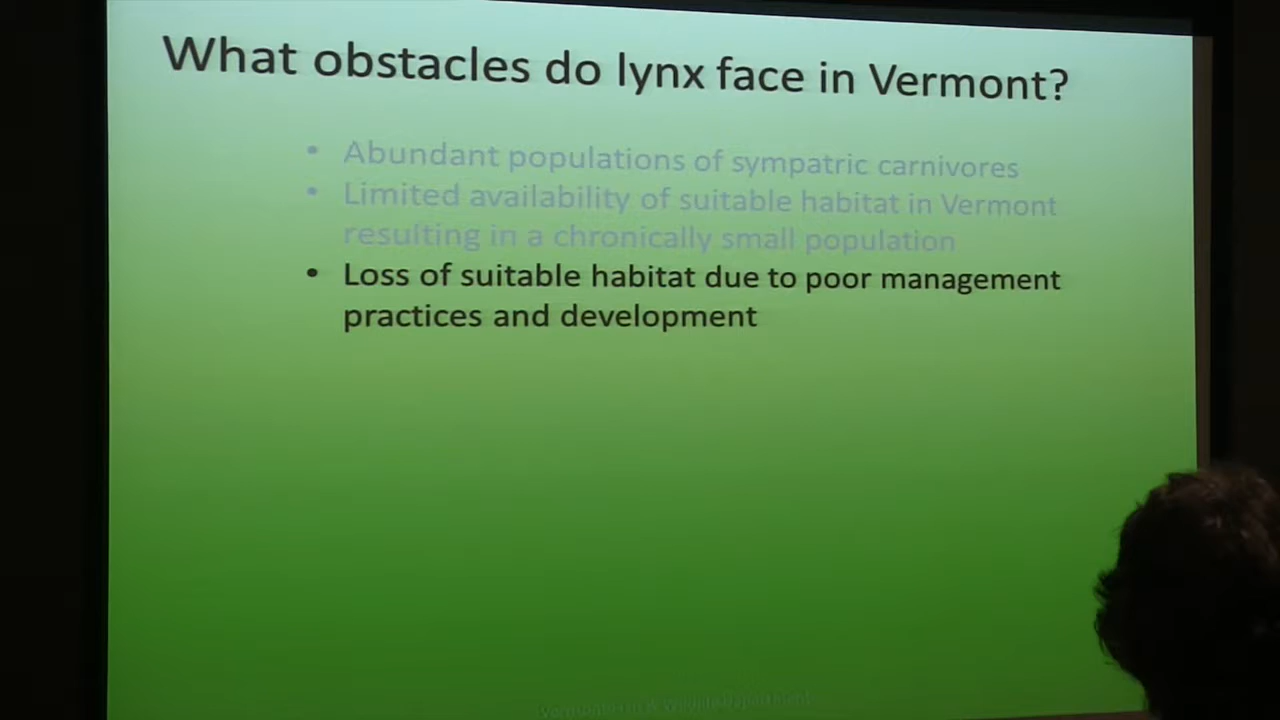 What obstacles do lynx face in Vermont?
• Abundant populations of sympatric carnivores
• Limited availability of suitable habitat in Vermont
resulting in a chronically small population
• Loss of suitable habitat due to poor management
practices and development